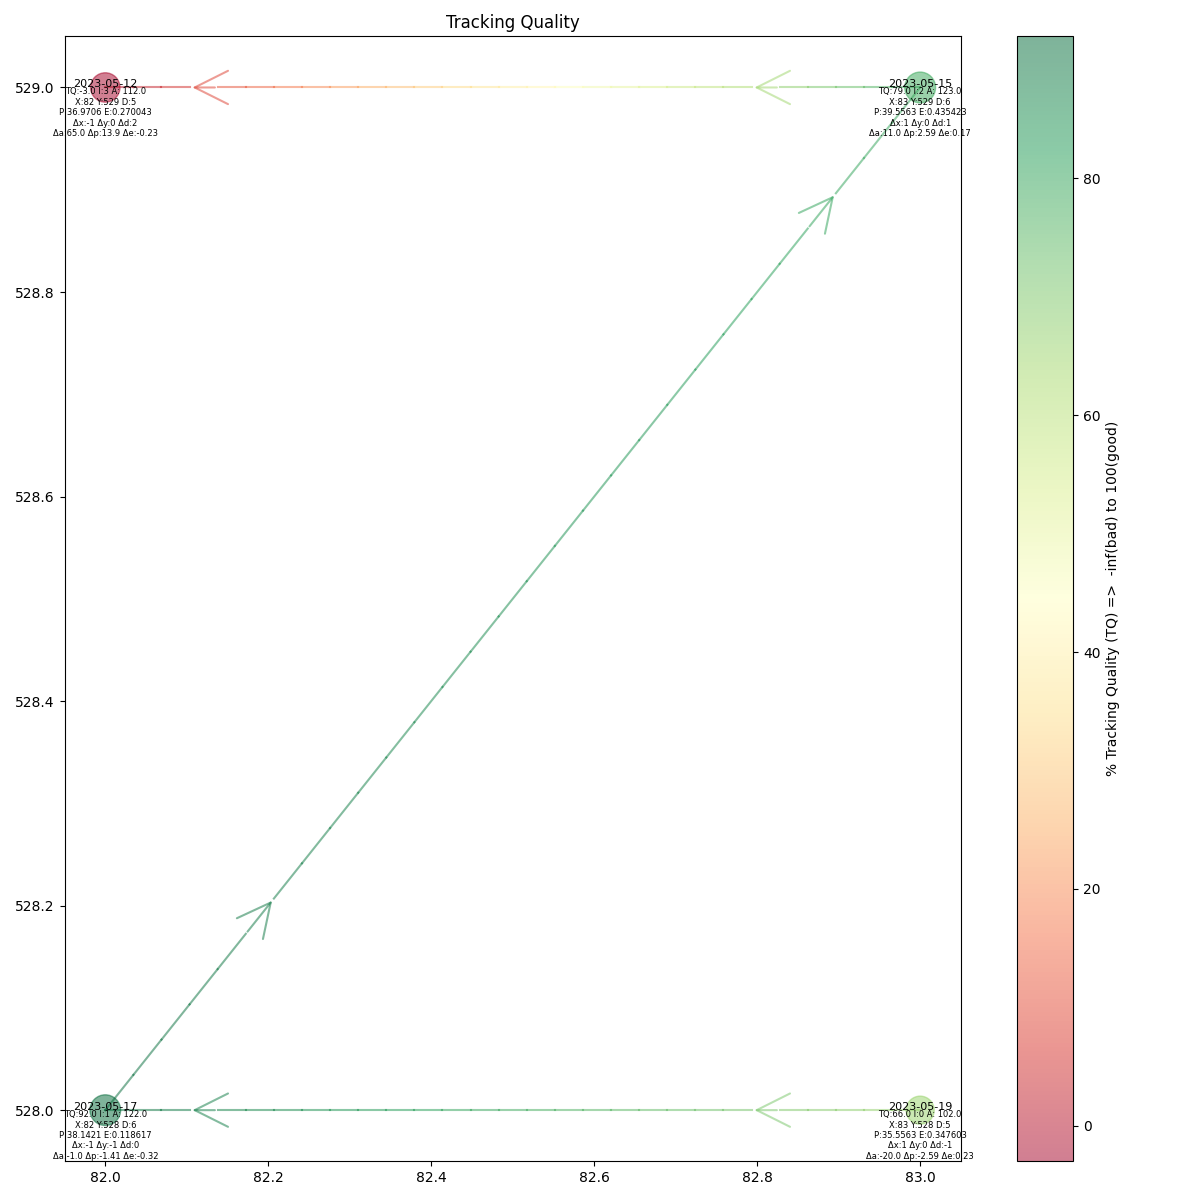 Tracking Quality
2023-05-12
TQ:-3.0 I:3 A: 112.0
X:82 Y:529 D:5
P:36.9706 E:0.270043
Δx:-1 Δy:0 Δd:2
Δa:65.0 Δp:13.9 Δe:-0.23
2023-05-15
TQ:79.0 I:2 A: 123.0
X:83 Y:529 D:6
P:39.5563 E:0.435423
Δx:1 Δy:0 Δd:1
Δa:11.0 Δp:2.59 Δe:0.17
2023-05-17
TQ:92.0 I:1 A: 122.0
X:82 Y:528 D:6
P:38.1421 E:0.118617
Δx:-1 Δy:-1 Δd:0
Δa:-1.0 Δp:-1.41 Δe:-0.32
2023-05-19
TQ:66.0 I:0 A: 102.0
X:83 Y:528 D:5
P:35.5563 E:0.347603
Δx:1 Δy:0 Δd:-1
Δa:-20.0 Δp:-2.59 Δe:0.23
529.0
528.8
528.6
528.4
528.2
528.0
82.0
82.2
82.4
82.6
82.8
83.0
80
60
40
20
0
% Tracking Quality (TQ) => -inf(bad) to 100(good)